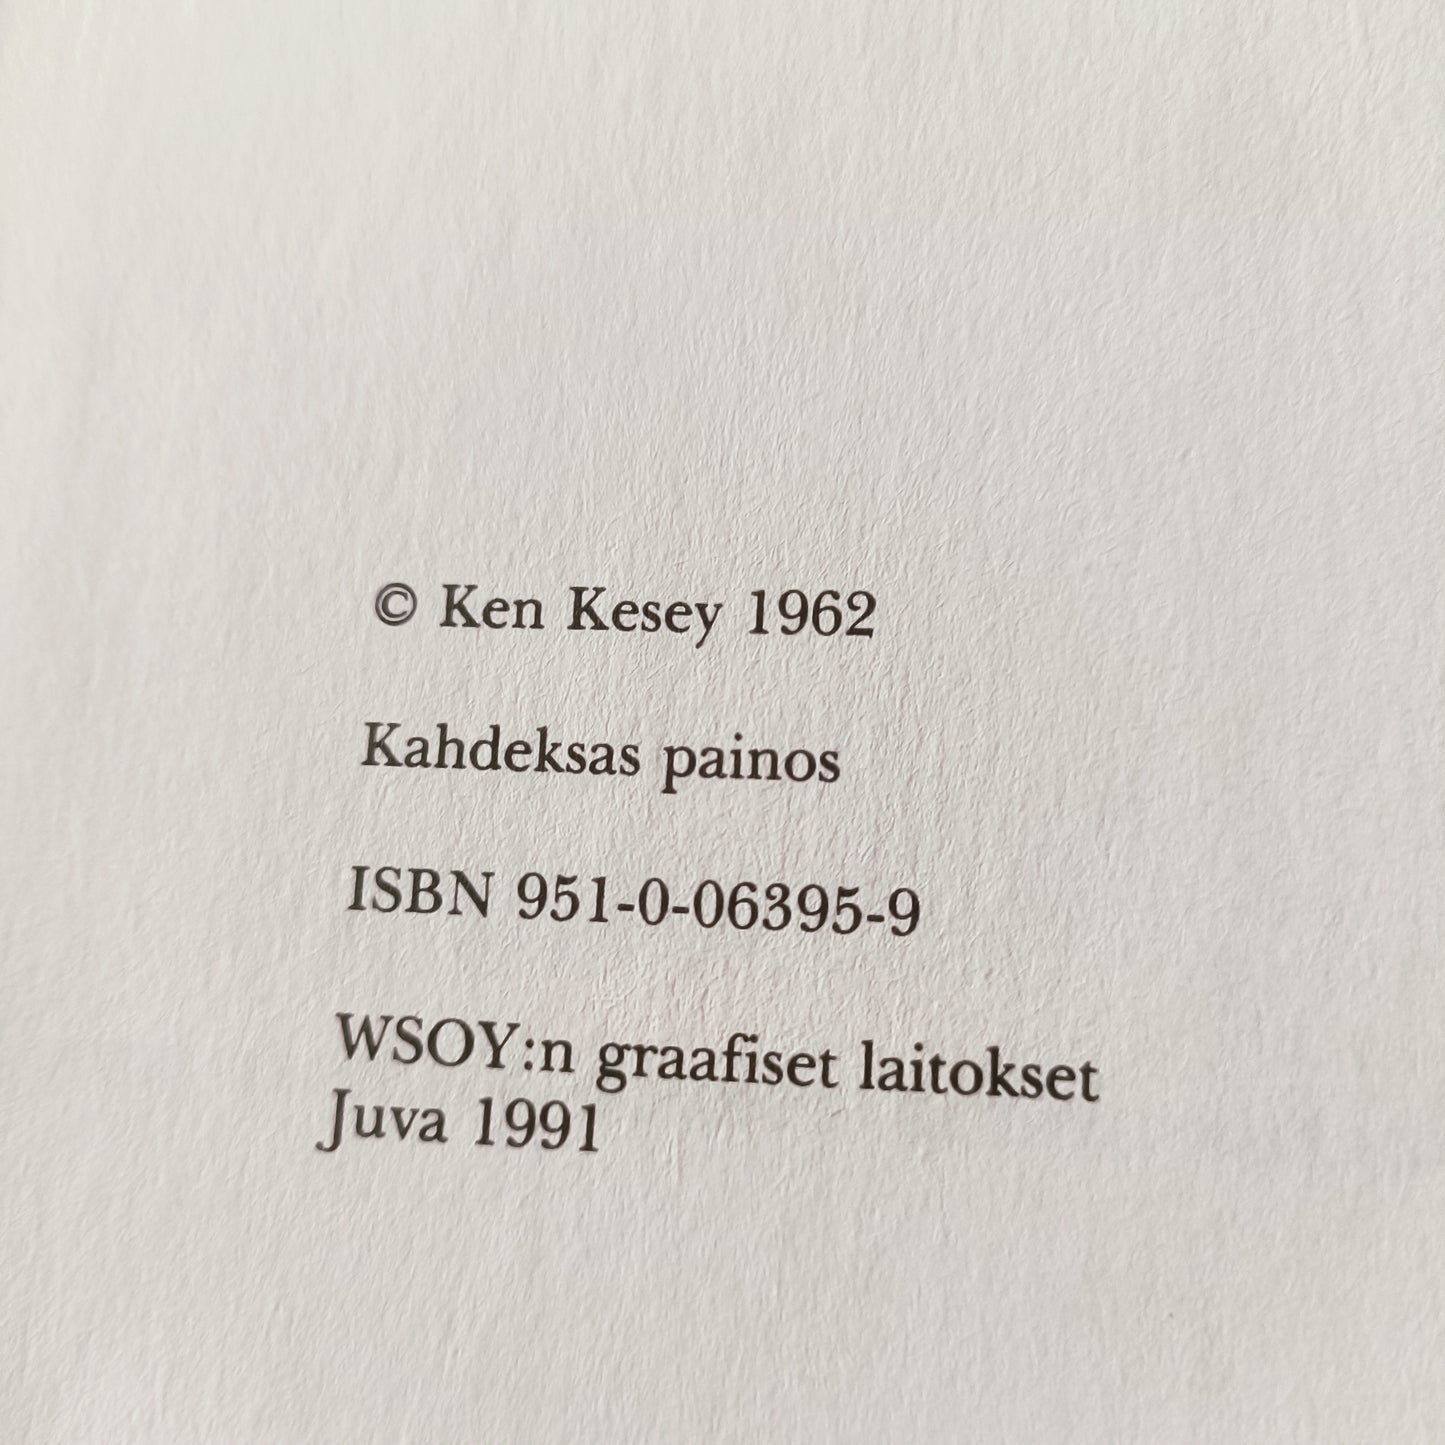 © Ken Kesey 1962
Kahdeksas painos
ISBN 951-0-06395-9
WSOY:n graafiset laitokset
Juva 1991